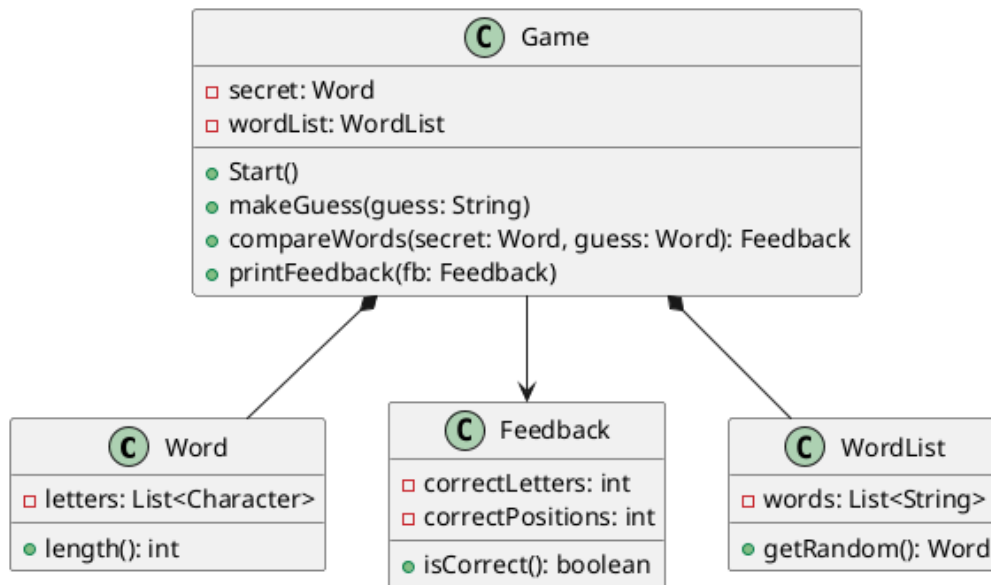 C Game
secret: Word
wordList: WordList
Start()
makeGuess(guess: String)
compareWords(secret: Word, guess: Word): Feedback
printFeedback(fb: Feedback)
C Word
letters: List<Character>
length(): int
C Feedback
correctLetters: int
correctPositions: int
isCorrect(): boolean
C WordList
words: List<String>
getRandom(): Word